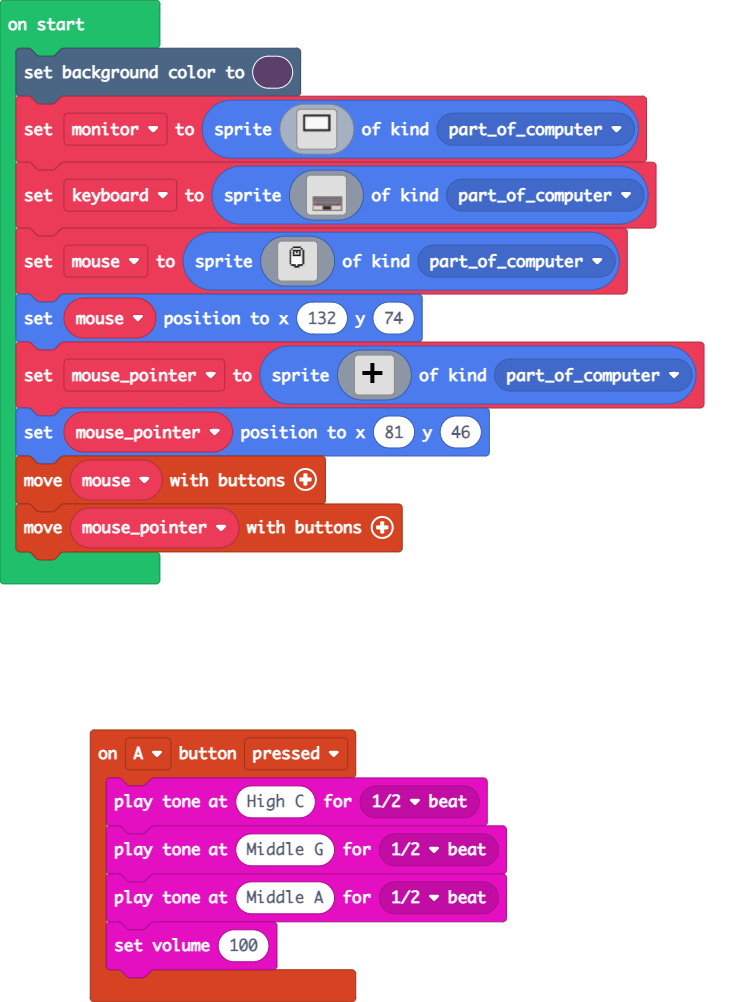 on start
set background color to
set monitor to sprite of kind part_of_computer
set keyboard to sprite of kind part_of_computer
set mouse to sprite of kind part_of_computer
set mouse position to x 132 y 74
set mouse_pointer to sprite of kind part_of_computer
set mouse_pointer position to x 81 y 46
move mouse with buttons
move mouse_pointer with buttons
on A button pressed
play tone at High C for 1/2 beat
play tone at Middle G for 1/2 beat
play tone at Middle A for 1/2 beat
set volume 100